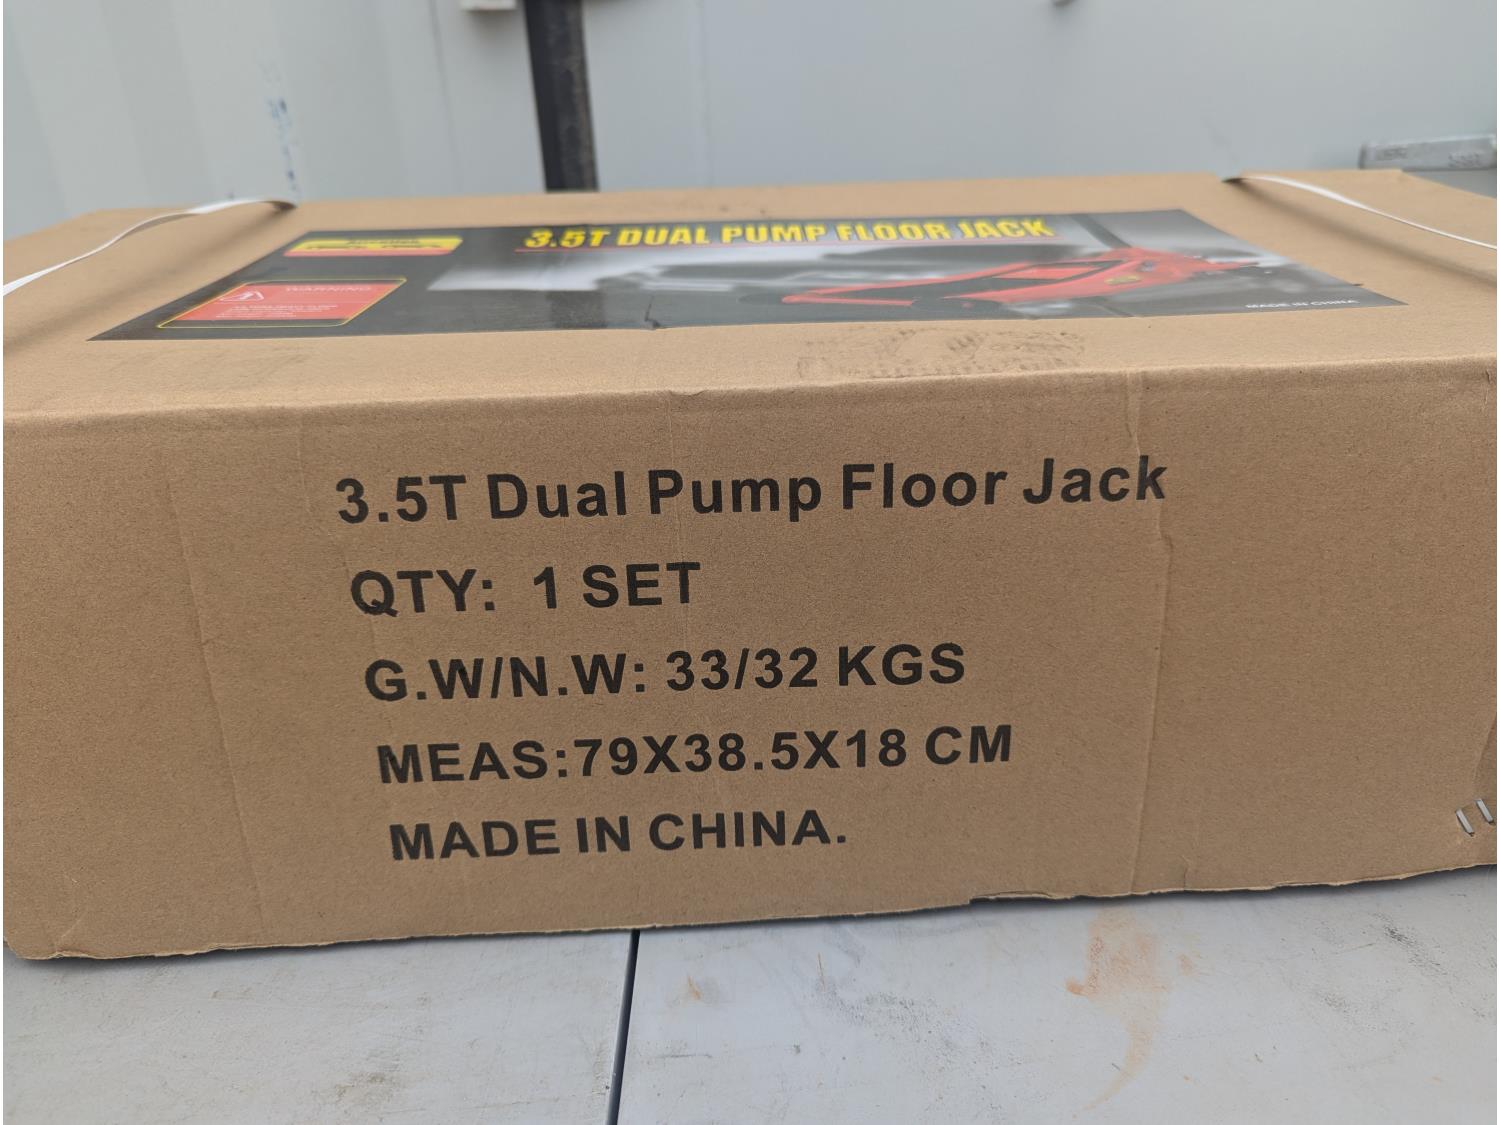 3.5T DUAL PUMP FLOOR JACK
WARNING
MADE IN CHINA
3.5T Dual Pump Floor Jack
QTY: 1 SET
G.W/N.W: 33/32 KGS
MEAS:79X38.5X18 CM
MADE IN CHINA.